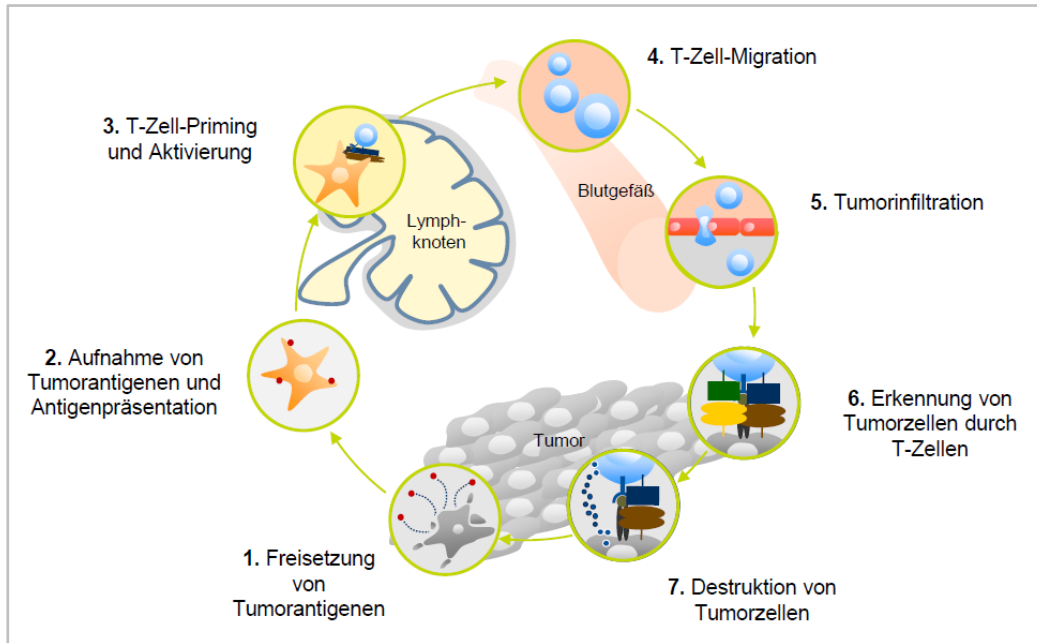 4. T-Zell-Migration
3. T-Zell-Priming
und Aktivierung
Blutgefäß
5. Tumorinfiltration
Lymph-
knoten
2. Aufnahme von
Tumorantigenen und
Antigenpräsentation
6. Erkennung von
Tumorzellen durch
T-Zellen
Tumor
1. Freisetzung
von
Tumorantigenen
7. Destruktion von
Tumorzellen